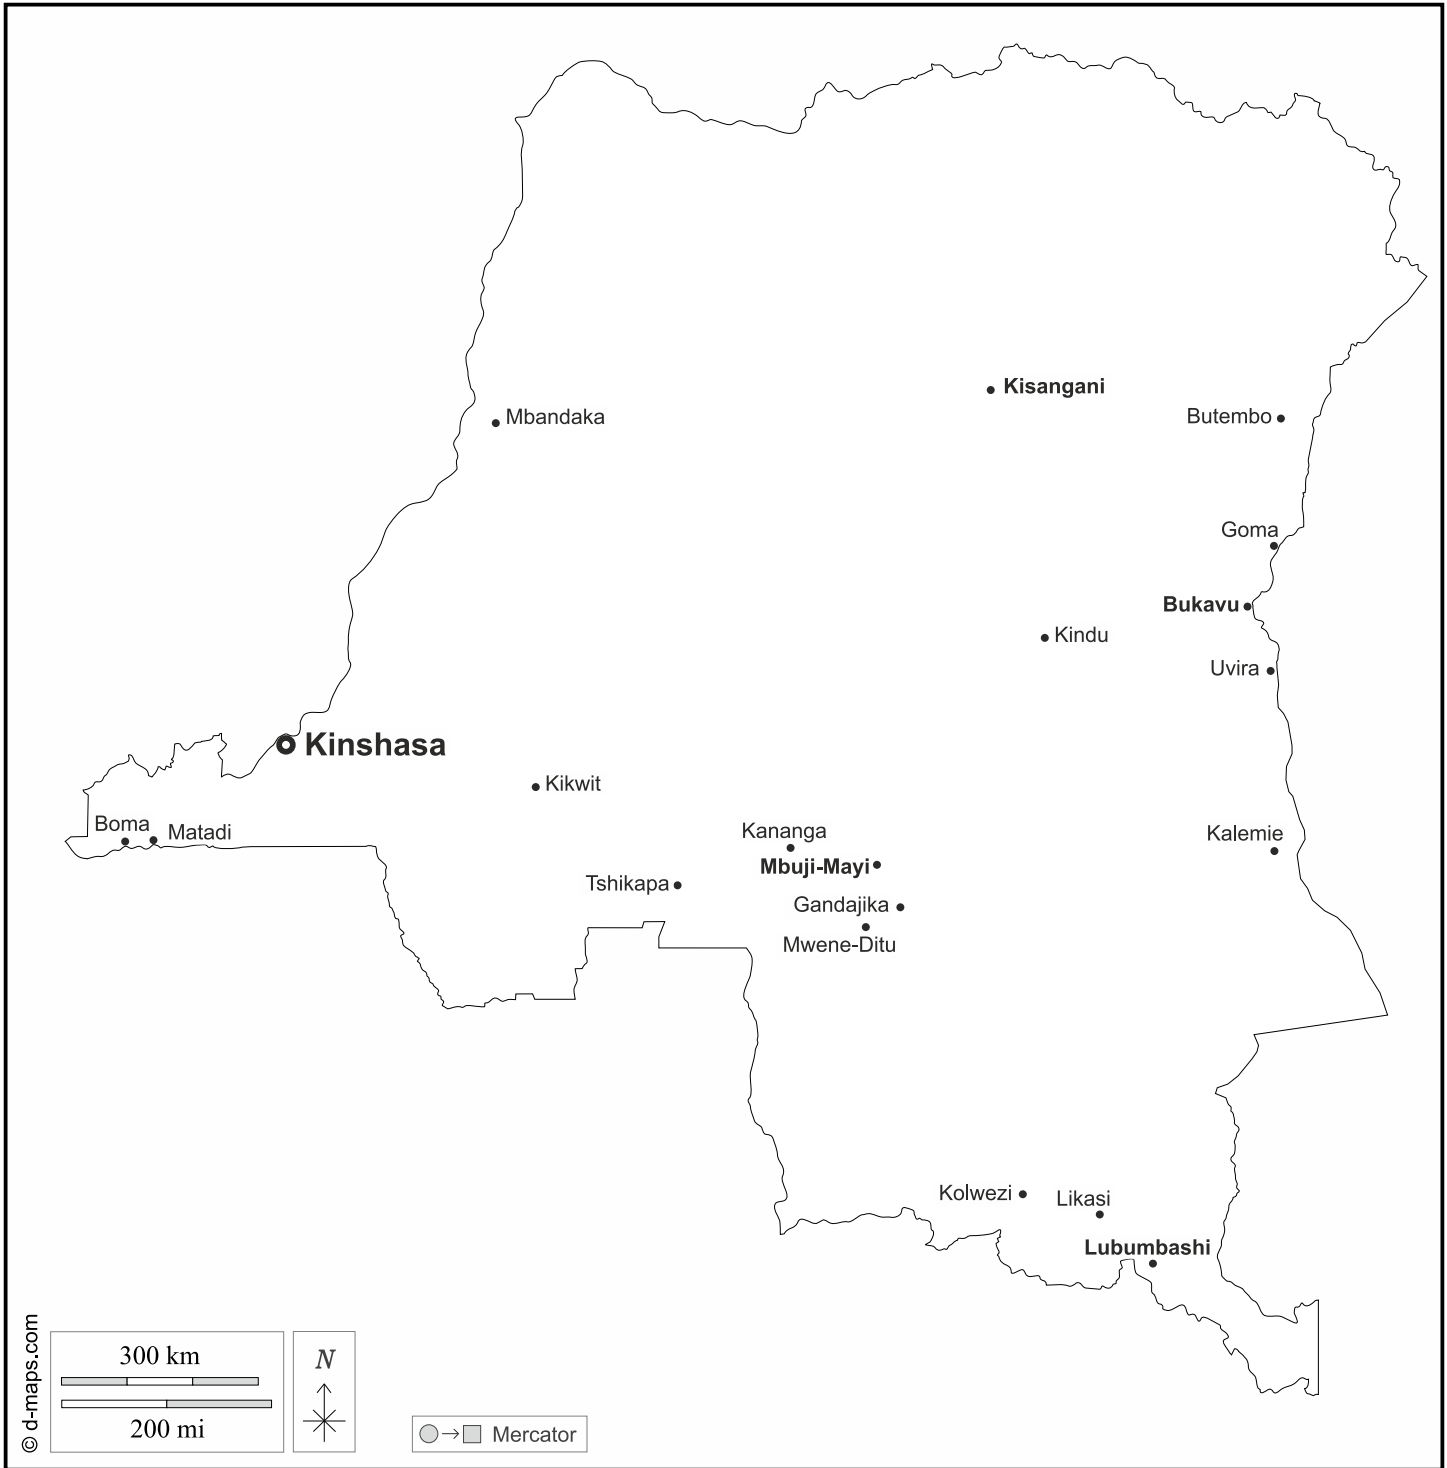 Kisangani
Mbandaka
Butembo
Goma
Bukavu
Kindu
Uvira
Kinshasa
Kikwit
Boma
Matadi
Kananga
Kalemie
Mbuji-Mayi
Tshikapa
Gandajika
Mwene-Ditu
Kolwezi
Likasi
Lubumbashi
© d-maps.com
300 km
200 mi
N
Mercator